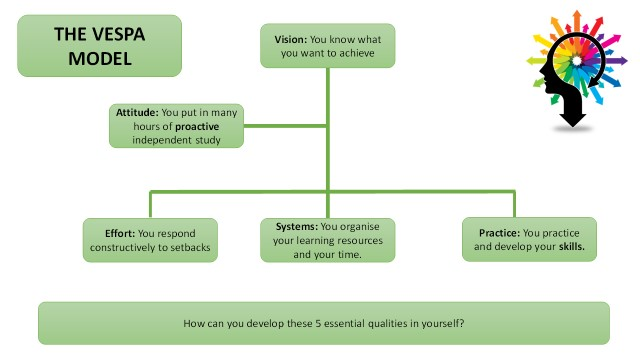 THE VESPA
MODEL
Vision: You know what
you want to achieve
Attitude: You put in many
hours of proactive
independent study
Effort: You respond
constructively to setbacks
Systems: You organise
your learning resources
and your time.
Practice: You practice
and develop your skills.
How can you develop these 5 essential qualities in yourself?